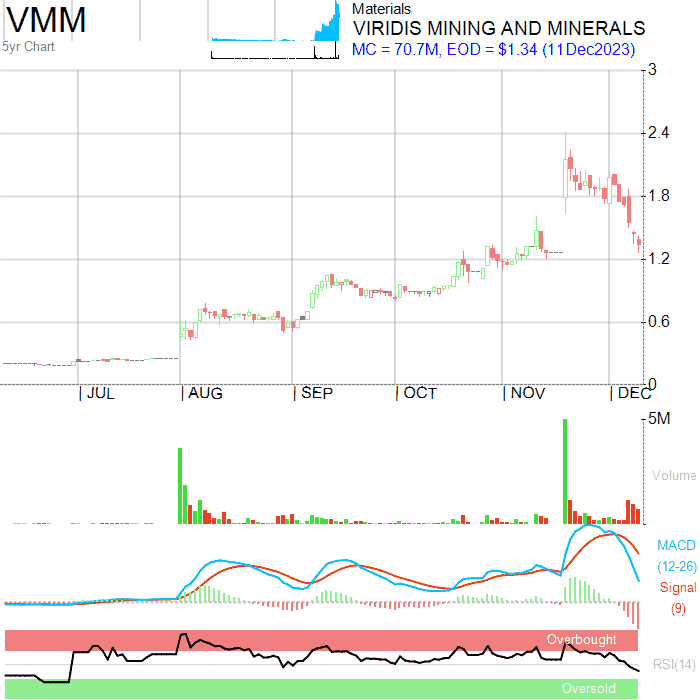 VMM
5yr Chart
Materials
VIRIDIS MINING AND MINERALS
MC = 70.7M, EOD = $1.34 (11Dec2023)
3
2.4
1.8
1.2
0.6
0
JUL AUG SEP OCT NOV DEC
5M
Volume
MACD
(12-26)
Signal
(9)
Overbought
RSI(14)
Oversold